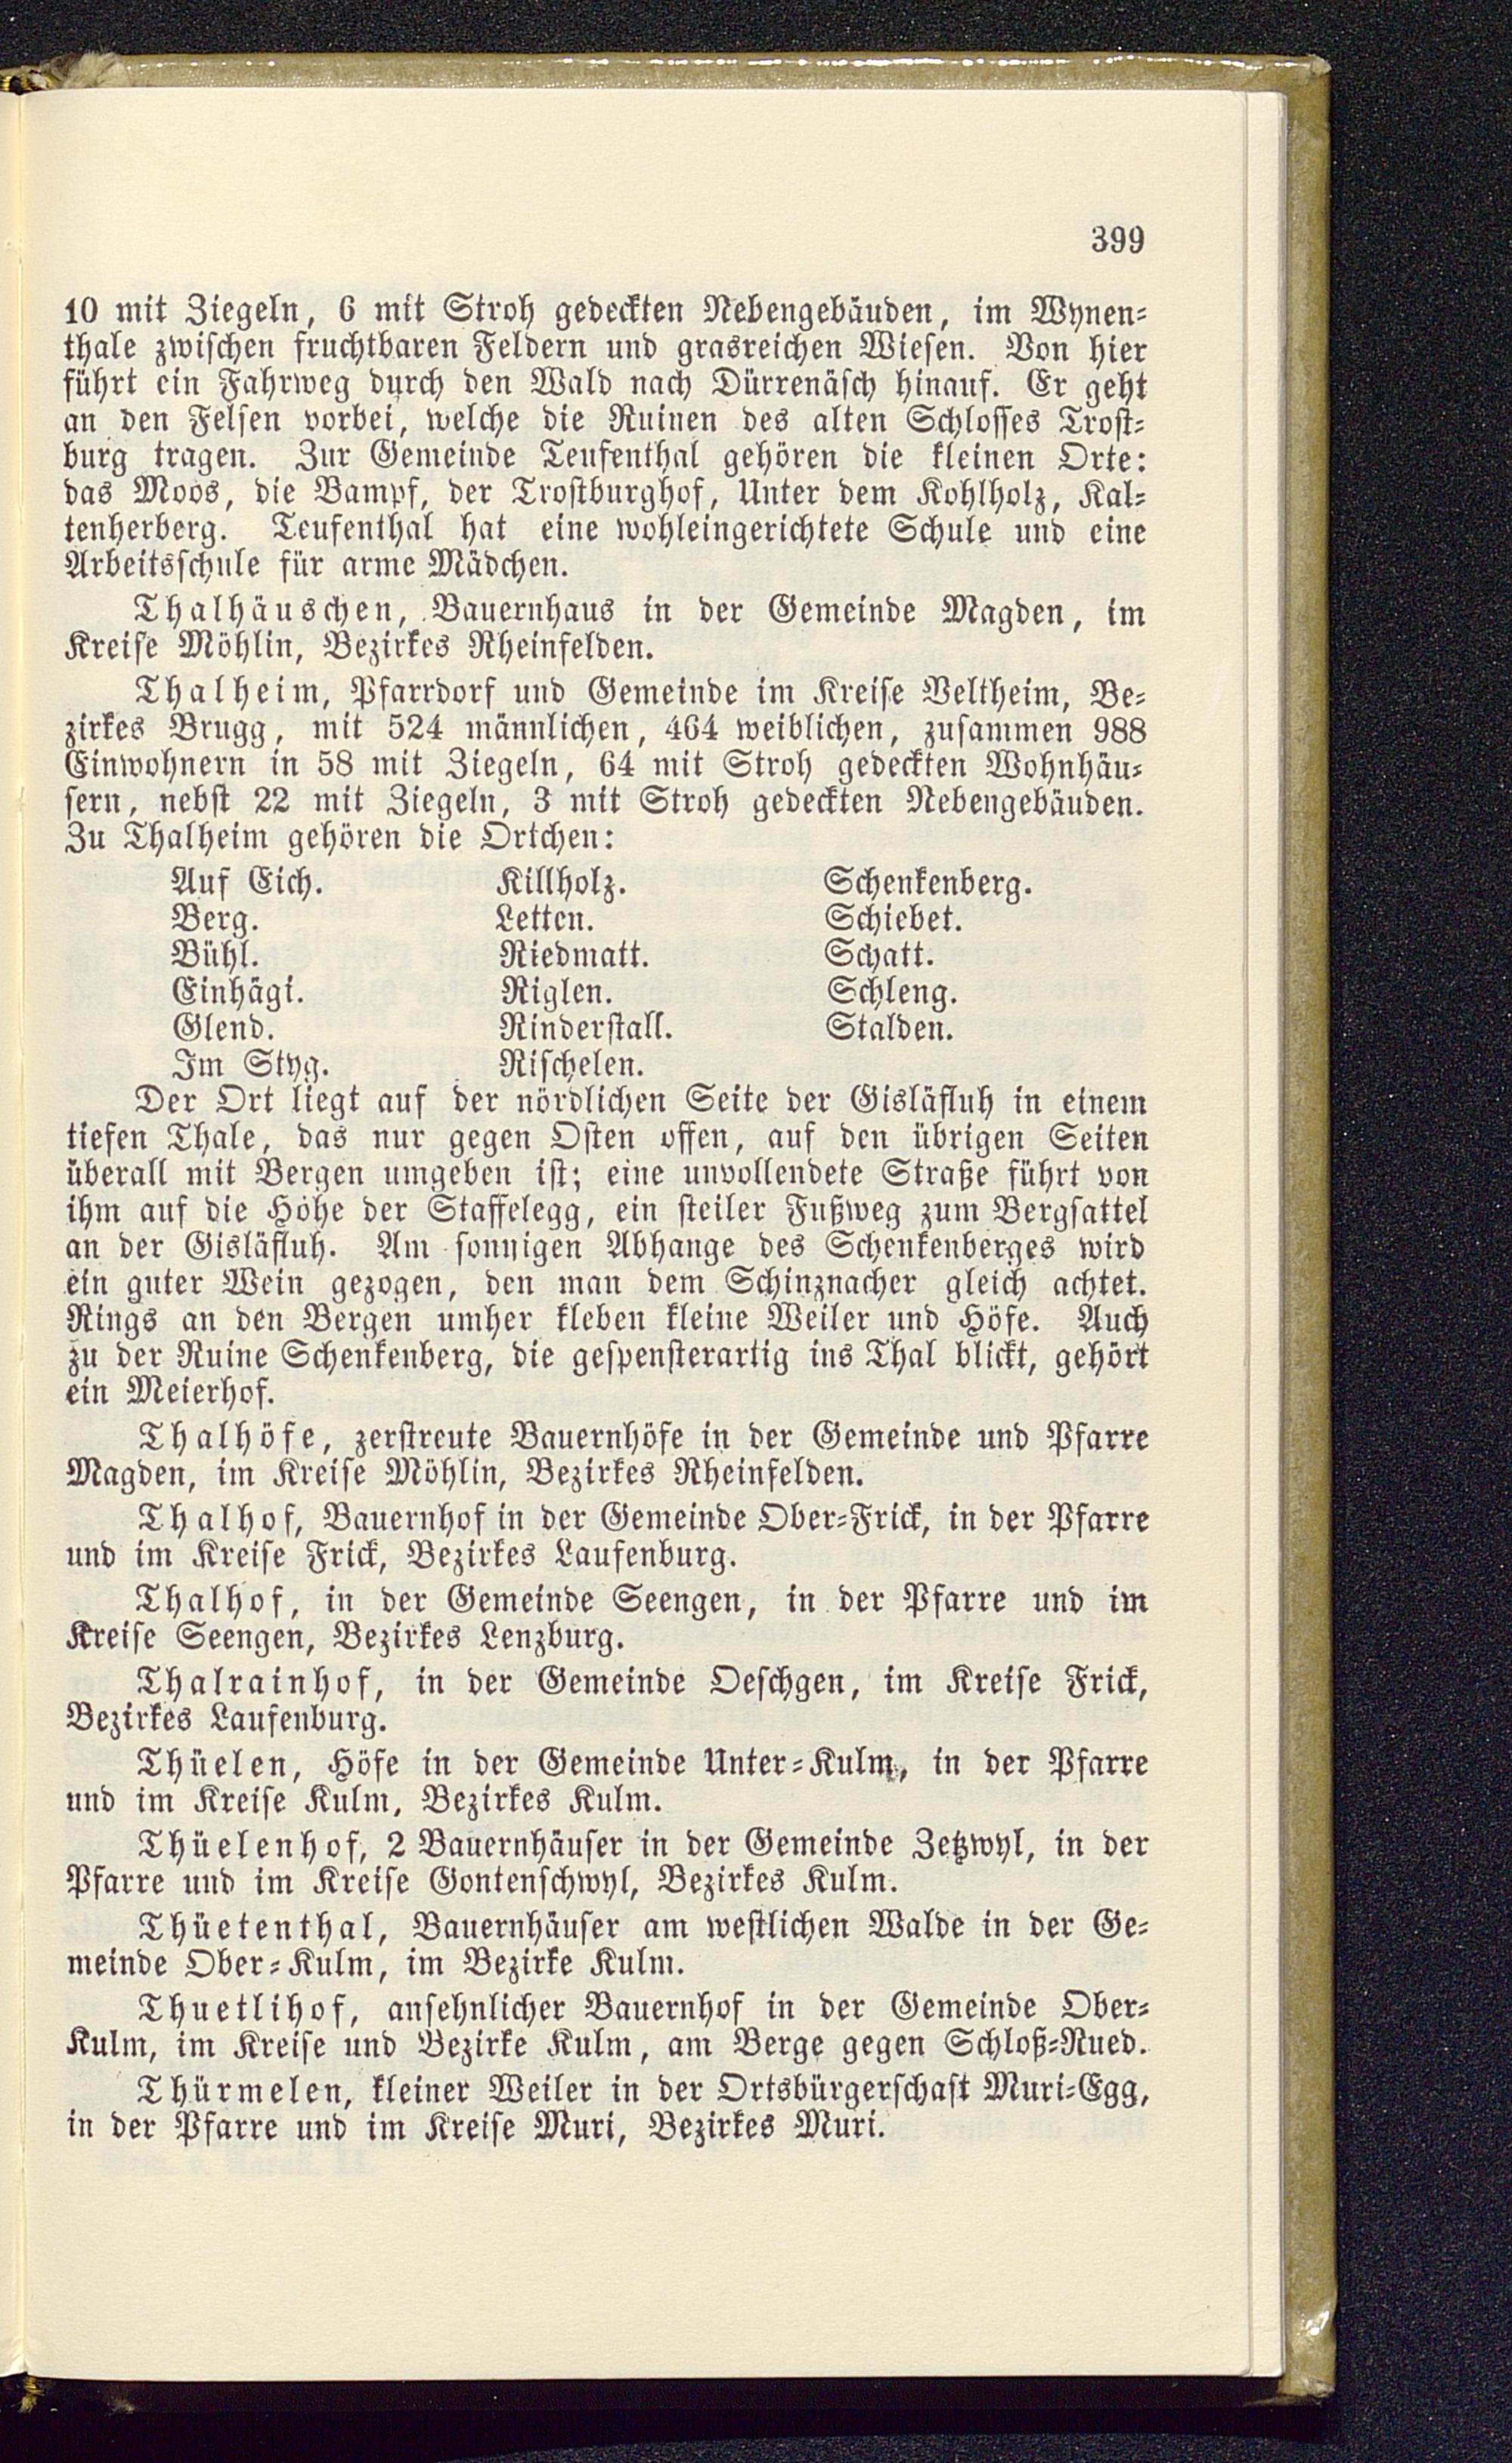 399
10 mit Ziegeln, 6 mit Stroh gedeckten Nebengebäuden, im Wynen-
thale zwischen fruchtbaren Feldern und grasreichen Wiesen. Von hier
führt ein Fahrweg durch den Wald nach Dürrenäsch hinauf. Er geht
an den Felsen vorbei, welche die Ruinen des alten Schlosses Trost-
burg tragen. Zur Gemeinde Teufenthal gehören die kleinen Orte:
das Moos, die Bampf, der Trostburghof, Unter dem Kohlholz, Kal-
tenherberg. Teufenthal hat eine wohleingerichtete Schule und eine
Arbeitsschule für arme Mädchen.
Thalhäuschen, Bauernhaus in der Gemeinde Magden, im
Kreise Möhlin, Bezirkes Rheinfelden.
Thalheim, Pfarrdorf und Gemeinde im Kreise Veltheim, Be-
zirkes Brugg, mit 524 männlichen, 464 weiblichen, zusammen 988
Einwohnern in 58 mit Ziegeln, 64 mit Stroh gedeckten Wohnhäu-
sern, nebst 22 mit Ziegeln, 3 mit Stroh gedeckten Nebengebäuden.
Zu Thalheim gehören die Ortchen:
Auf Eich. Killholz. Schenkenberg.
Berg. Letten. Schiebet.
Bühl. Riedmatt. Schatt.
Einhägi. Riglen. Schleng.
Glend. Rinderstall. Stalden.
Im Styg. Rischelen.
Der Ort liegt auf der nördlichen Seite der Gisläfluh in einem
tiefen Thale, das nur gegen Osten offen, auf den übrigen Seiten
überall mit Bergen umgeben ist; eine unvollendete Straße führt von
ihm auf die Höhe der Staffelegg, ein steiler Fußweg zum Bergsattel
an der Gisläfluh. Am sonnigen Abhange des Schenkenberges wird
ein guter Wein gezogen, den man dem Schinznacher gleich achtet.
Rings an den Bergen umher kleben kleine Weiler und Höfe. Auch
zu der Ruine Schenkenberg, die gespensterartig ins Thal blickt, gehört
ein Meierhof.
Thalhöfe, zerstreute Bauernhöfe in der Gemeinde und Pfarre
Magden, im Kreise Möhlin, Bezirkes Rheinfelden.
Thalhof, Bauernhof in der Gemeinde Ober-Frick, in der Pfarre
und im Kreise Frick, Bezirkes Laufenburg.
Thalhof, in der Gemeinde Seengen, in der Pfarre und im
Kreise Seengen, Bezirkes Lenzburg.
Thalrainhof, in der Gemeinde Oeschgen, im Kreise Frick,
Bezirkes Laufenburg.
Thüelen, Höfe in der Gemeinde Unter-Kulm, in der Pfarre
und im Kreise Kulm, Bezirkes Kulm.
Thüelenhof, 2 Bauernhäuser in der Gemeinde Zetzwyl, in der
Pfarre und im Kreise Gontenschwyl, Bezirkes Kulm.
Thüetenthal, Bauernhäuser am westlichen Walde in der Ge-
meinde Ober-Kulm, im Bezirke Kulm.
Thuetlihof, ansehnlicher Bauernhof in der Gemeinde Ober-
Kulm, im Kreise und Bezirke Kulm, am Berge gegen Schloß-Rued.
Thürmelen, kleiner Weiler in der Ortsbürgerschaft Muri-Egg,
in der Pfarre und im Kreise Muri, Bezirkes Muri.